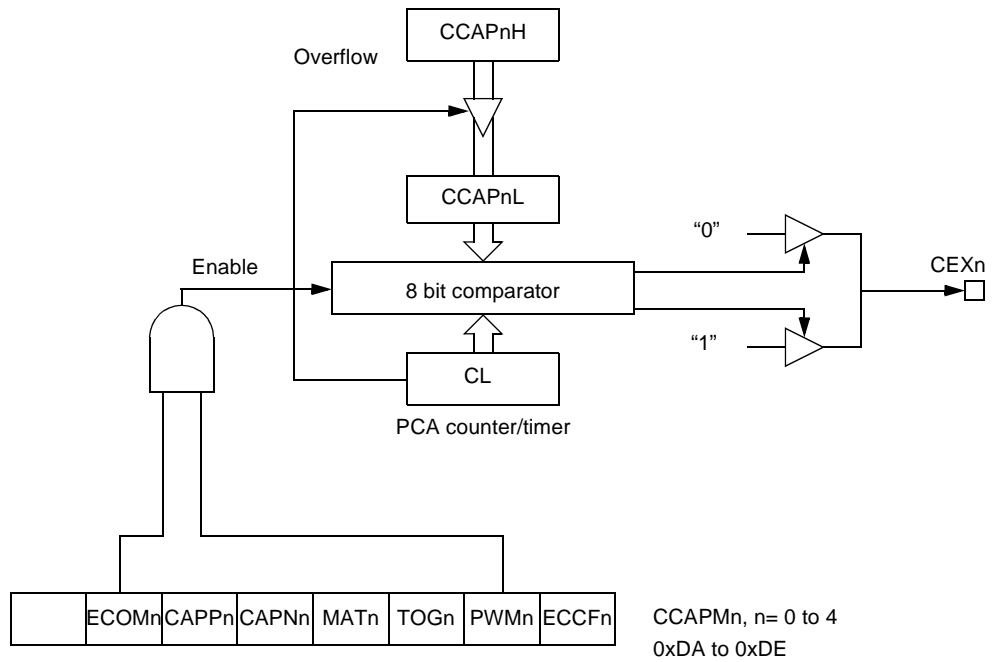 CCAPnH
Overflow
CCAPnL
“0”
Enable
CEXn
8 bit comparator
“1”
CL
PCA counter/timer
ECOMn CAPPn CAPNn MATn TOGn PWMn ECCFn
CCAPMn, n= 0 to 4
0xDA to 0xDE